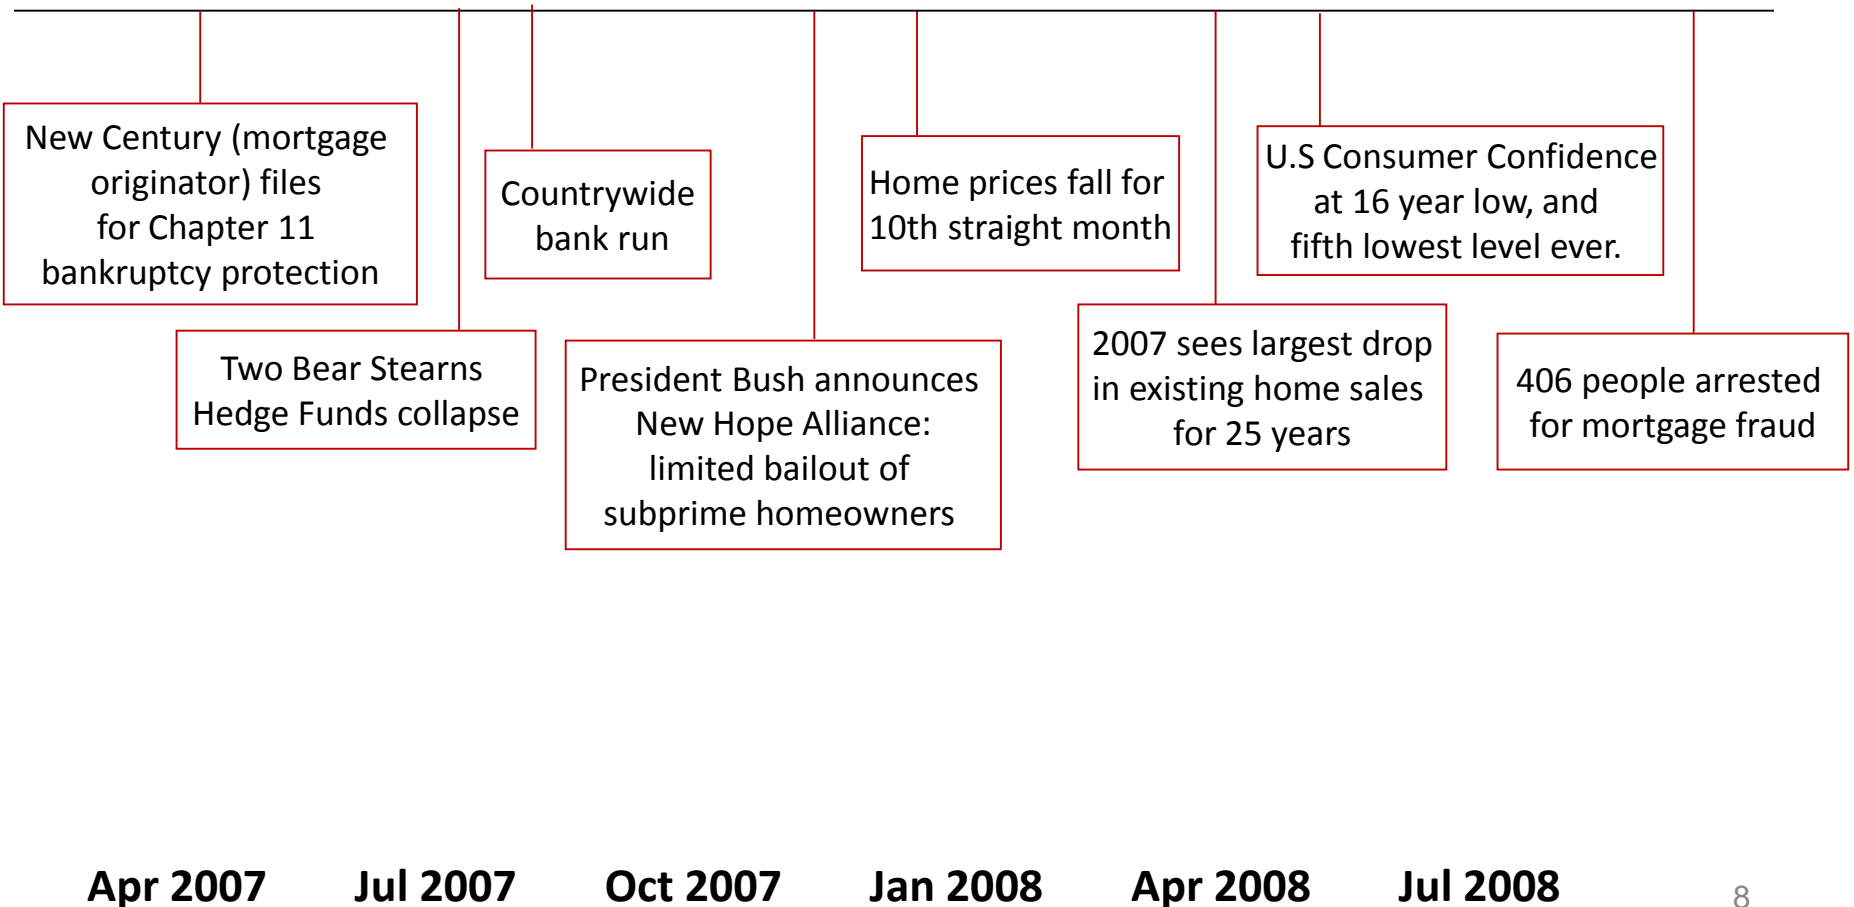 New Century (mortgage
originator) files
for Chapter 11
bankruptcy protection
Two Bear Stearns
Hedge Funds collapse
Countrywide
bank run
President Bush announces
New Hope Alliance:
limited bailout of
subprime homeowners
Home prices fall for
10th straight month
2007 sees largest drop
in existing home sales
for 25 years
U.S Consumer Confidence
at 16 year low, and
fifth lowest level ever.
406 people arrested
for mortgage fraud
Apr 2007 Jul 2007 Oct 2007 Jan 2008 Apr 2008 Jul 2008
8